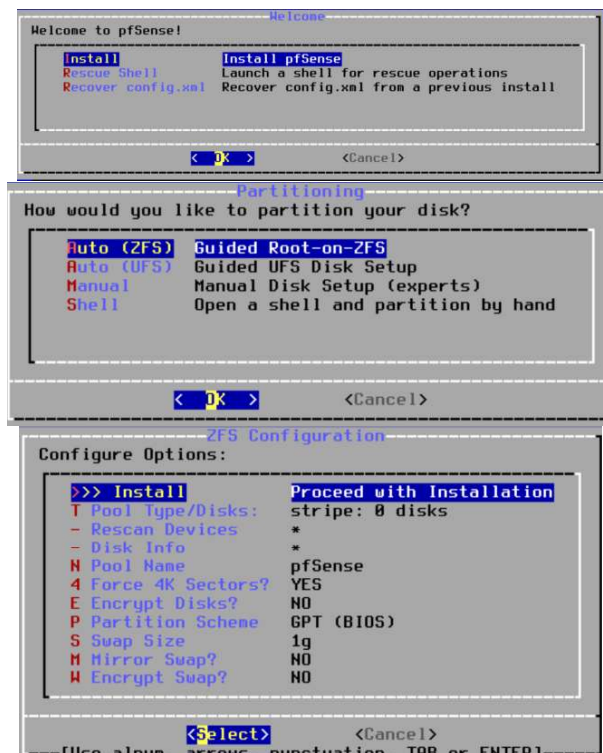 Welcome
Welcome to pfSense!
Install Install pfSense
Rescue Shell Launch a shell for rescue operations
Recover config.xml Recover config.xml from a previous install
< OK > <Cancel>
Partitioning
How would you like to partition your disk?
Auto (ZFS) Guided Root-on-ZFS
Auto (UFS) Guided UFS Disk Setup
Manual Manual Disk Setup (experts)
Shell Open a shell and partition by hand
< OK > <Cancel>
ZFS Configuration
Configure Options:
>>> Install Proceed with Installation
T Pool Type/Disks: stripe: 0 disks
- Rescan Devices *
- Disk Info *
N Pool Name pfSense
4 Force 4K Sectors? YES
E Encrypt Disks? NO
P Partition Scheme GPT (BIOS)
S Swap Size 1g
M Mirror Swap? NO
W Encrypt Swap? NO
<Select> <Cancel>
[Use alnum, arrows, punctuation, TAB or ENTER]